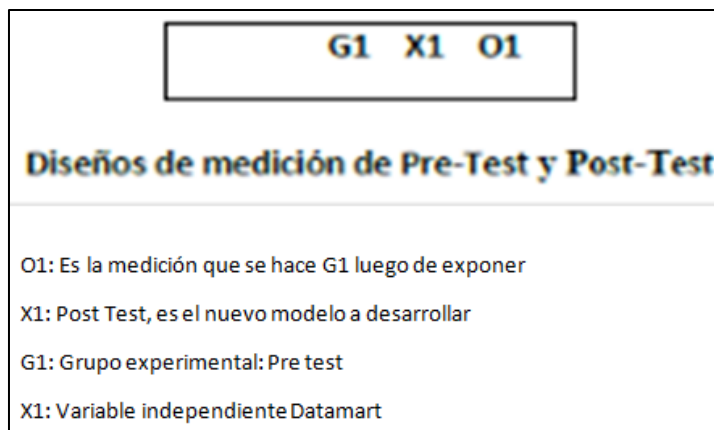 G1 X1 O1
Diseños de medición de Pre-Test y Post-Test
O1: Es la medición que se hace G1 luego de exponer
X1: Post Test, es el nuevo modelo a desarrollar
G1: Grupo experimental: Pre test
X1: Variable independiente Datamart